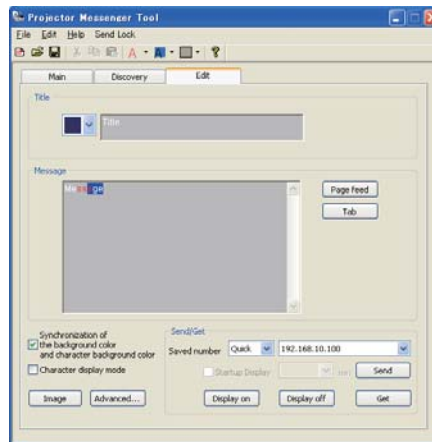 Projector Messenger Tool
File Edit Help Send Lock
A A ?
Main Discovery Edit
Title
Title
Message
Message
Page feed
Tab
Synchronization of
the background color
and character background color
Character display mode
Image Advanced...
Send/Get
Saved number Quick 192.168.10.100
Startup Display
Send
Display on Display off Get